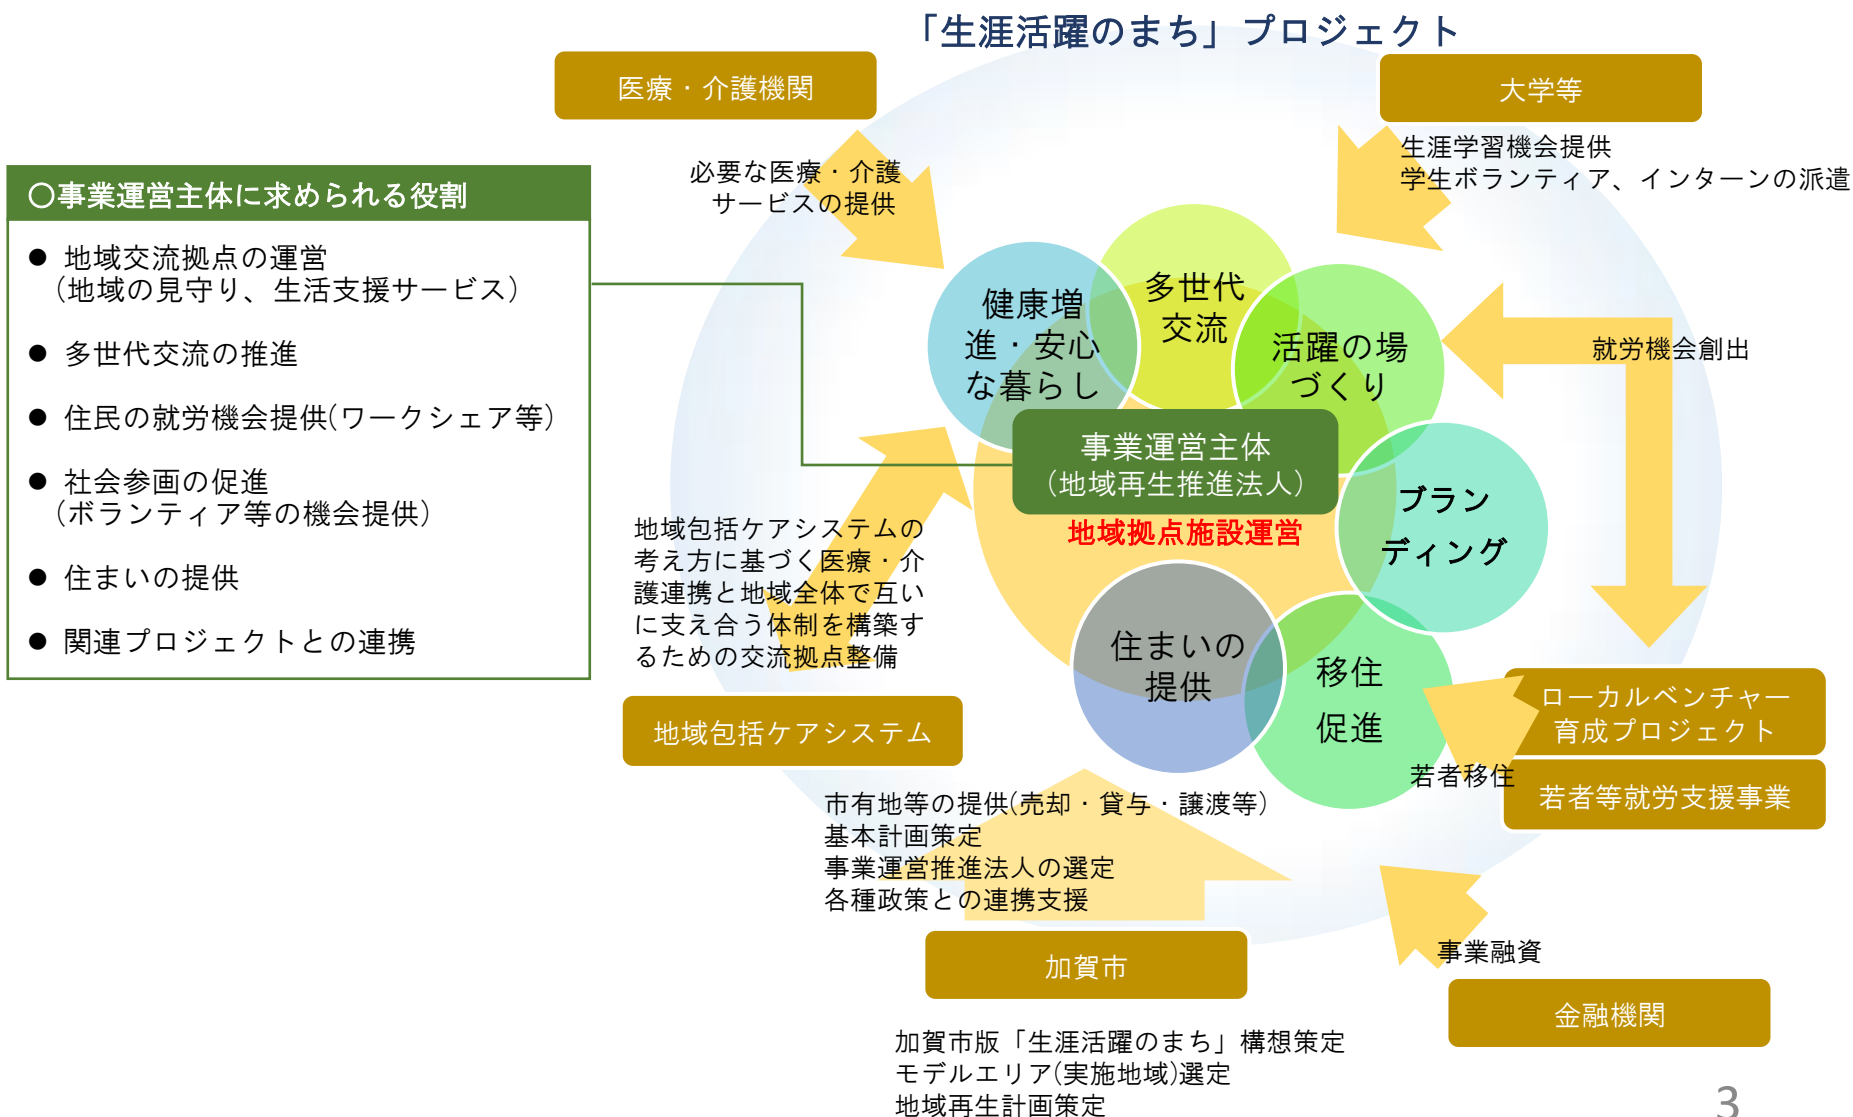 「生涯活躍のまち」プロジェクト
医療・介護機関
大学等
必要な医療・介護
サービスの提供
生涯学習機会提供
学生ボランティア、インターンの派遣
〇事業運営主体に求められる役割
● 地域交流拠点の運営
（地域の見守り、生活支援サービス）
● 多世代交流の推進
● 住民の就労機会提供(ワークシェア等)
● 社会参画の促進
（ボランティア等の機会提供）
● 住まいの提供
● 関連プロジェクトとの連携
健康増
進・安心
な暮らし
多世代
交流
活躍の場
づくり
就労機会創出
事業運営主体
（地域再生推進法人）
地域拠点施設運営
ブラン
ディング
地域包括ケアシステムの
考え方に基づく医療・介
護連携と地域全体で互い
に支え合う体制を構築す
るための交流拠点整備
住まいの
提供
移住
促進
地域包括ケアシステム
ローカルベンチャー
育成プロジェクト
若者移住
若者等就労支援事業
市有地等の提供(売却・貸与・譲渡等)
基本計画策定
事業運営推進法人の選定
各種政策との連携支援
加賀市
事業融資
金融機関
加賀市版「生涯活躍のまち」構想策定
モデルエリア(実施地域)選定
地域再生計画策定
3